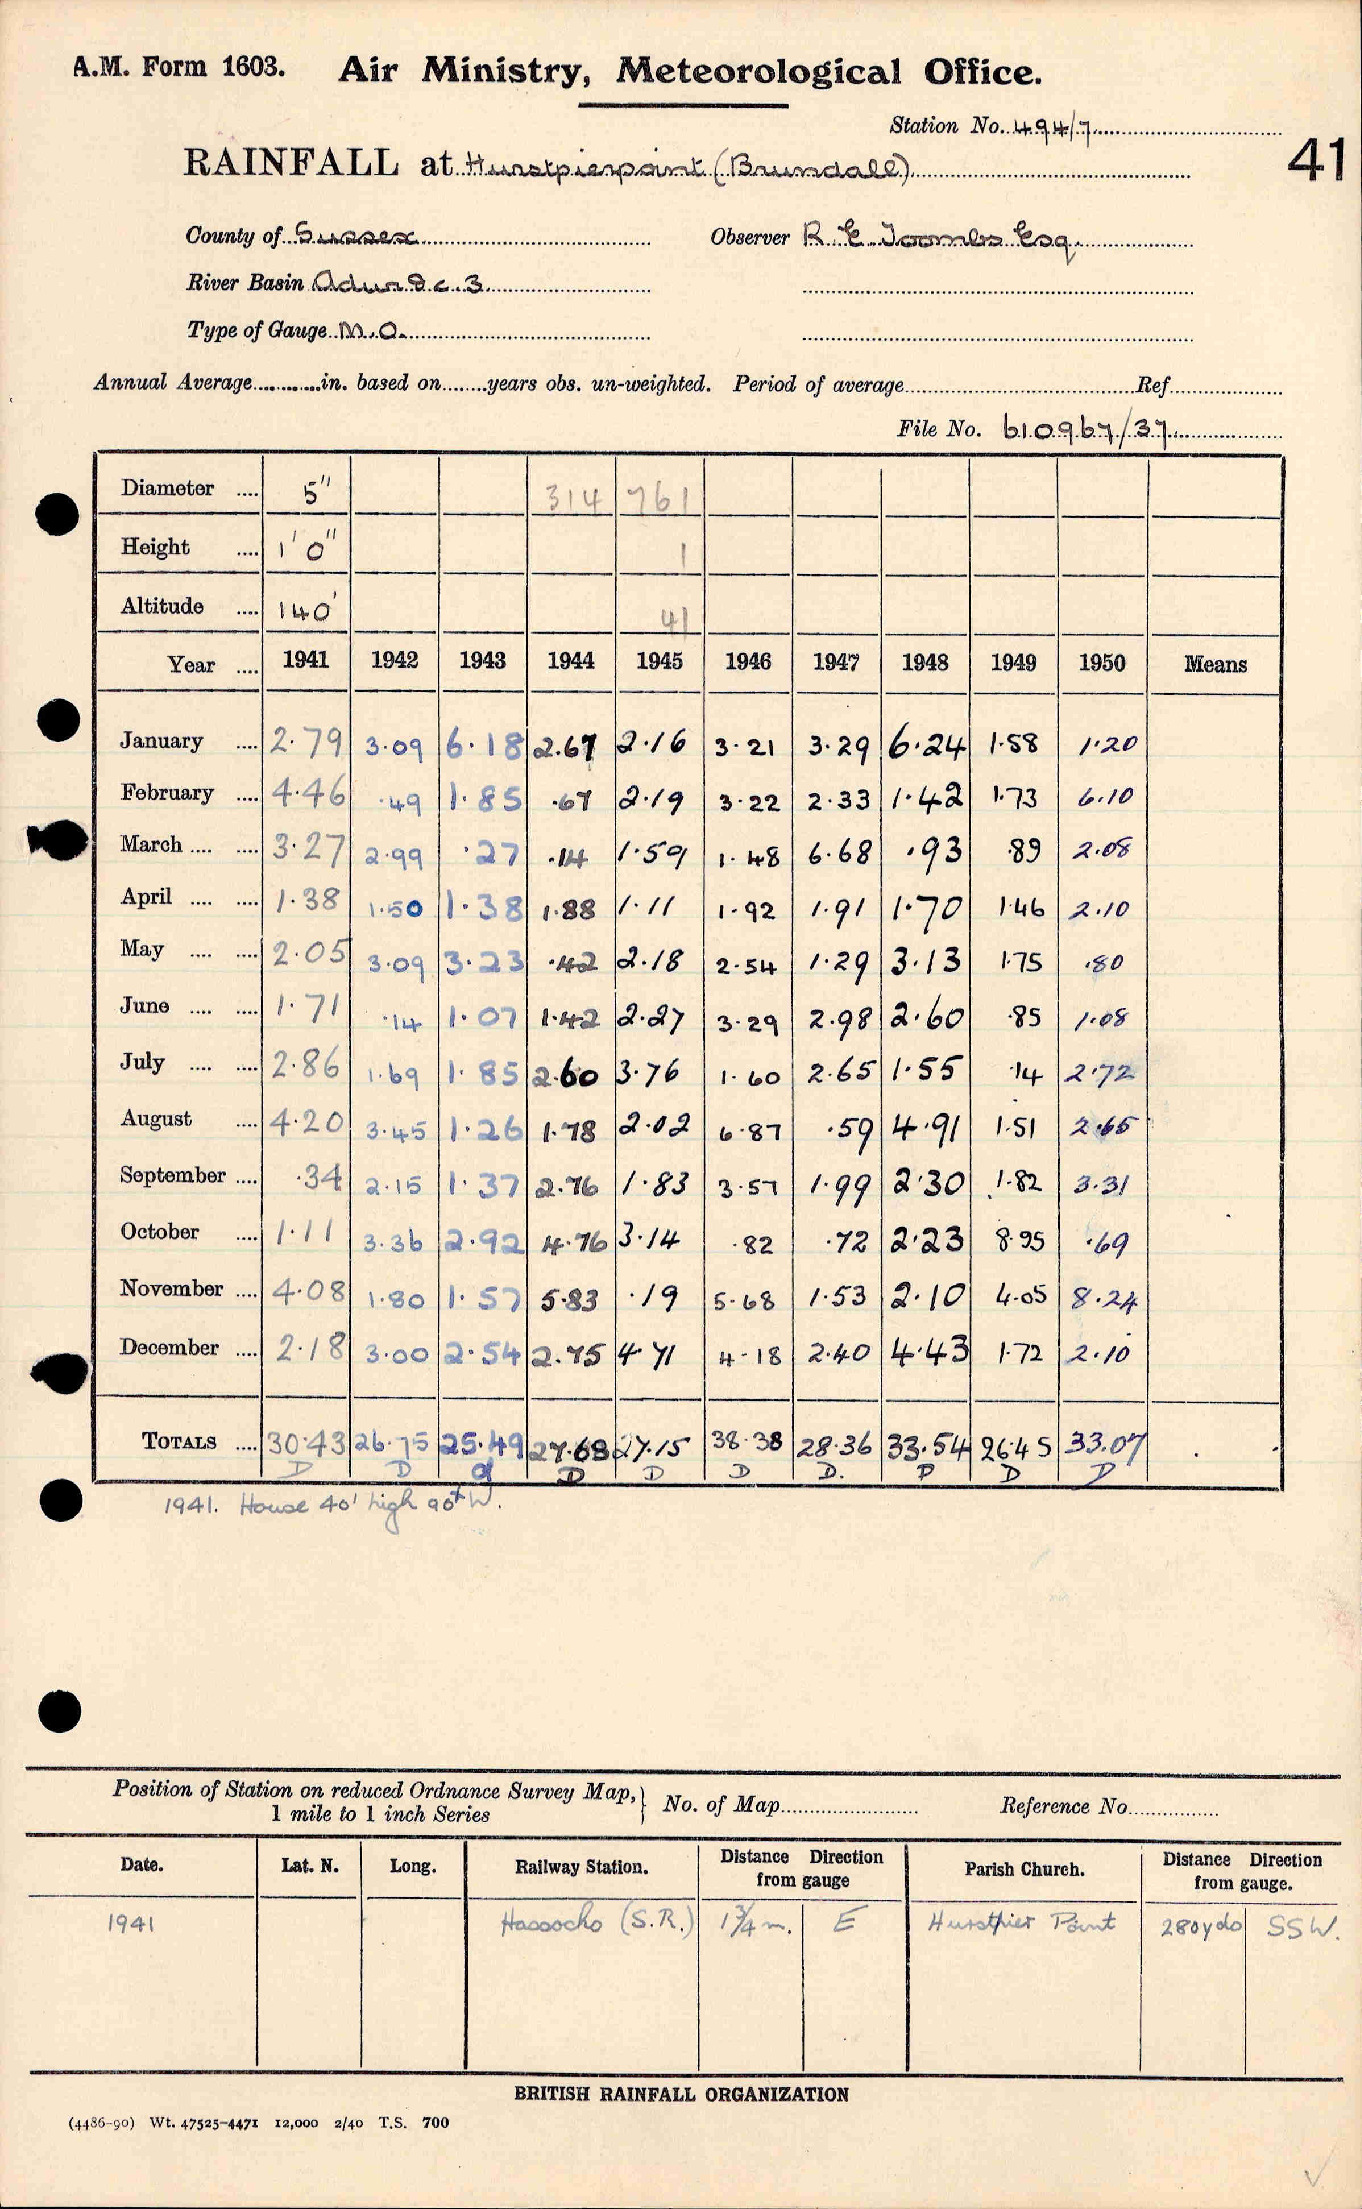 A.M. Form 1603. Air Ministry, Meteorological Office.
Station No. 494/7
41
RAINFALL at Hurstpierpoint (Brundall)
County of Sussex Observer R. E. Toombs Esq.
River Basin Adur &c. 3
Type of Gauge M.O.
Annual Average in. based on years obs. un-weighted. Period of average Ref
File No. 610967/37
Diameter 5" 314 761
Height 1' 0" 1
Altitude 140' 41
Year 1941 1942 1943 1944 1945 1946 1947 1948 1949 1950 Means
January 2.79 3.09 6.18 2.67 2.16 3.21 3.29 6.24 1.58 1.20
February 4.46 .49 1.85 .67 2.19 3.22 2.33 1.42 1.73 6.10
March 3.27 2.99 .27 .14 1.59 1.48 6.68 .93 .89 2.08
April 1.38 1.50 1.38 1.88 1.11 1.92 1.91 1.70 1.46 2.10
May 2.05 3.09 3.23 .42 2.18 2.54 1.29 3.13 1.75 .80
June 1.71 .14 1.07 1.42 2.27 3.29 2.98 2.60 .85 1.08
July 2.86 1.69 1.85 2.60 3.76 1.60 2.65 1.55 .14 2.72
August 4.20 3.45 1.26 1.78 2.02 6.87 .59 4.91 1.51 2.65
September .34 2.15 1.37 2.76 1.83 3.57 1.99 2.30 1.82 3.31
October 1.11 3.36 2.92 4.76 3.14 .82 .72 2.23 8.95 .69
November 4.08 1.80 1.57 5.83 .19 5.68 1.53 2.10 4.05 8.24
December 2.18 3.00 2.54 2.75 4.71 4.18 2.40 4.43 1.72 2.10
TOTALS 30.43 26.75 25.49 27.68 27.15 38.38 28.36 33.54 26.45 33.07
D D d D D D D. D D D
1941. House 40' high 90ft W.
Position of Station on reduced Ordnance Survey Map, } No. of Map Reference No.
1 mile to 1 inch Series
Date. Lat. N. Long. Railway Station. Distance Direction from gauge Parish Church. Distance Direction from gauge.
1941 Hassocks (S.R.) 1¾ m. E Hurstpier Point 280 yds SSW.
BRITISH RAINFALL ORGANIZATION
(4486-90) Wt. 47525-4471 12,000 2/40 T.S. 700